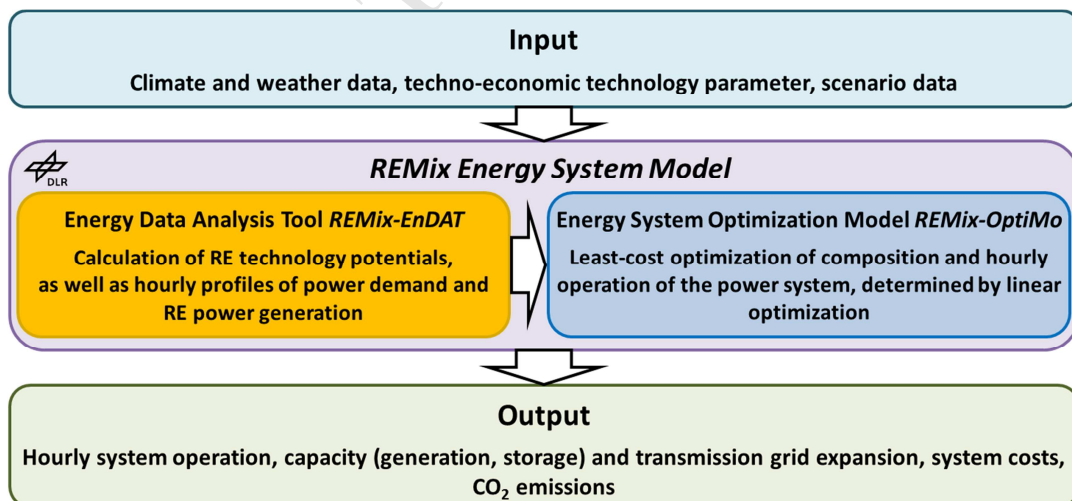 Input
Climate and weather data, techno-economic technology parameter, scenario data
DLR
REMix Energy System Model
Energy Data Analysis Tool REMix-EnDAT
Calculation of RE technology potentials,
as well as hourly profiles of power demand and
RE power generation
Energy System Optimization Model REMix-OptiMo
Least-cost optimization of composition and hourly
operation of the power system, determined by linear
optimization
Output
Hourly system operation, capacity (generation, storage) and transmission grid expansion, system costs,
CO₂ emissions